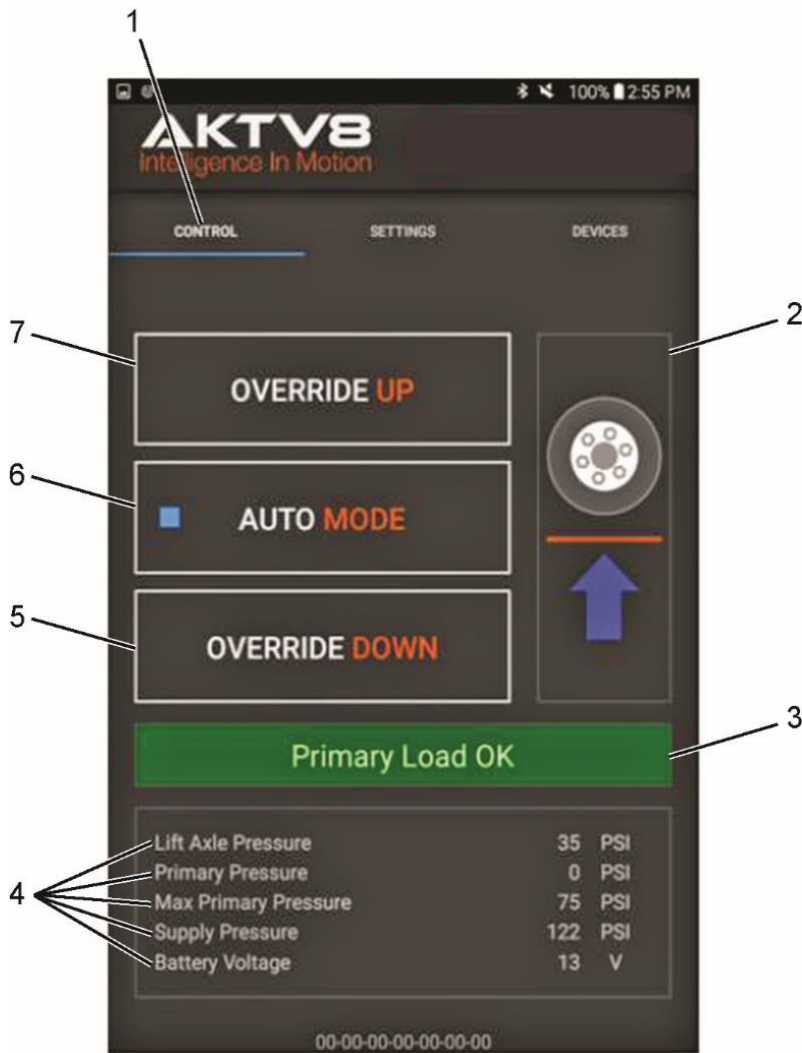 1
100% 2:55 PM
AKTV8
Intelligence In Motion
CONTROL SETTINGS DEVICES
2
7
OVERRIDE UP
6
AUTO MODE
5
OVERRIDE DOWN
3
Primary Load OK
4
Lift Axle Pressure 35 PSI
Primary Pressure 0 PSI
Max Primary Pressure 75 PSI
Supply Pressure 122 PSI
Battery Voltage 13 V
00-00-00-00-00-00-00